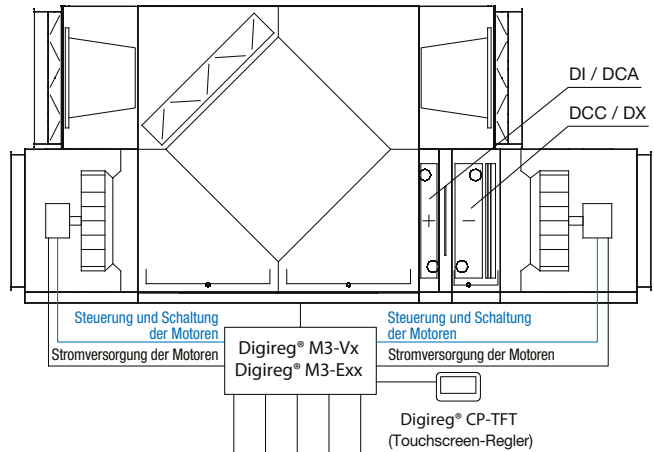 DI / DCA
DCC / DX
+
−
Steuerung und Schaltung
der Motoren
Stromversorgung der Motoren
Digireg® M3-Vx
Digireg® M3-Exx
Steuerung und Schaltung
der Motoren
Stromversorgung der Motoren
Digireg® CP-TFT
(Touchscreen-Regler)